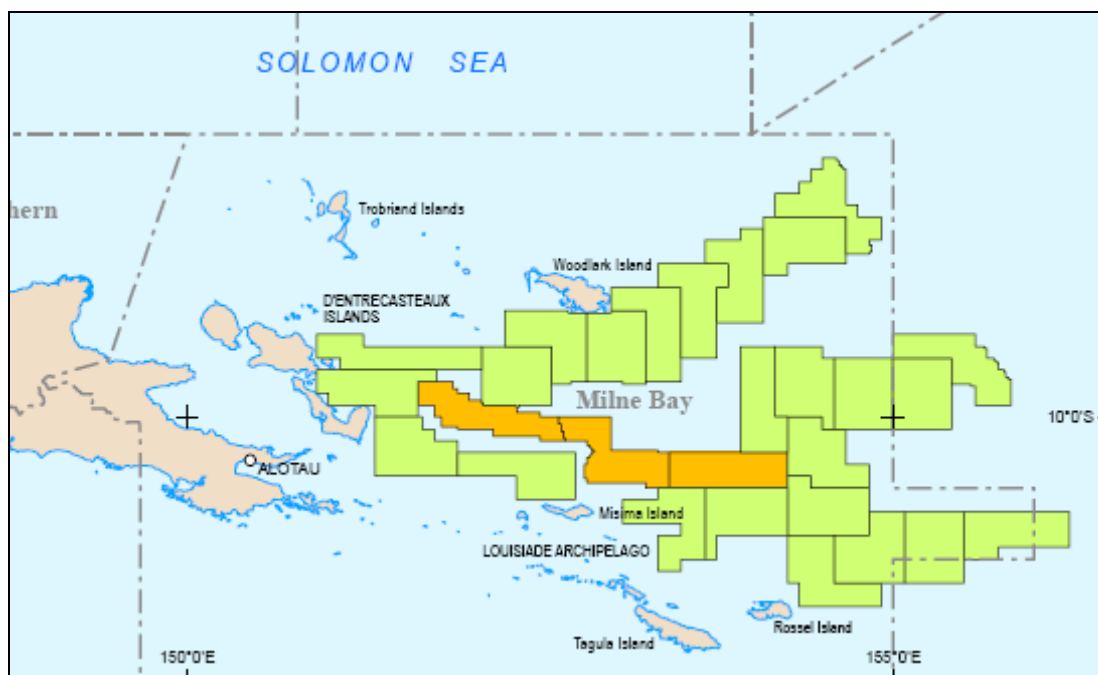 SOLOMON SEA
hern
Trobriand Islands
Woodlark Island
D'ENTRECASTEAUX
ISLANDS
Milne Bay
10°0'S
ALOTAU
Misima Island
LOUISIADE ARCHIPELAGO
Rossel Island
Tagula Island
150°0'E
155°0'E